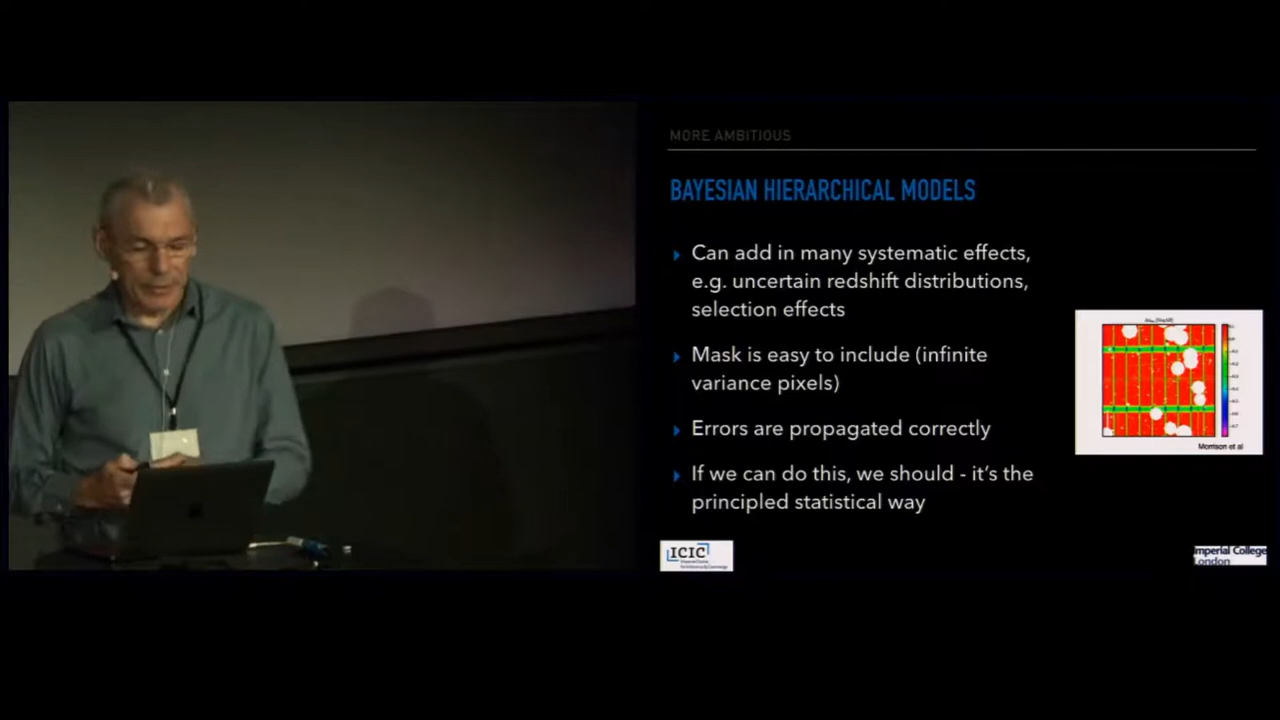 MORE AMBITIOUS
BAYESIAN HIERARCHICAL MODELS
Can add in many systematic effects,
e.g. uncertain redshift distributions,
selection effects
Mask is easy to include (infinite
variance pixels)
Errors are propagated correctly
If we can do this, we should - it's the
principled statistical way
Morrison et al
ICIC
Imperial College
London